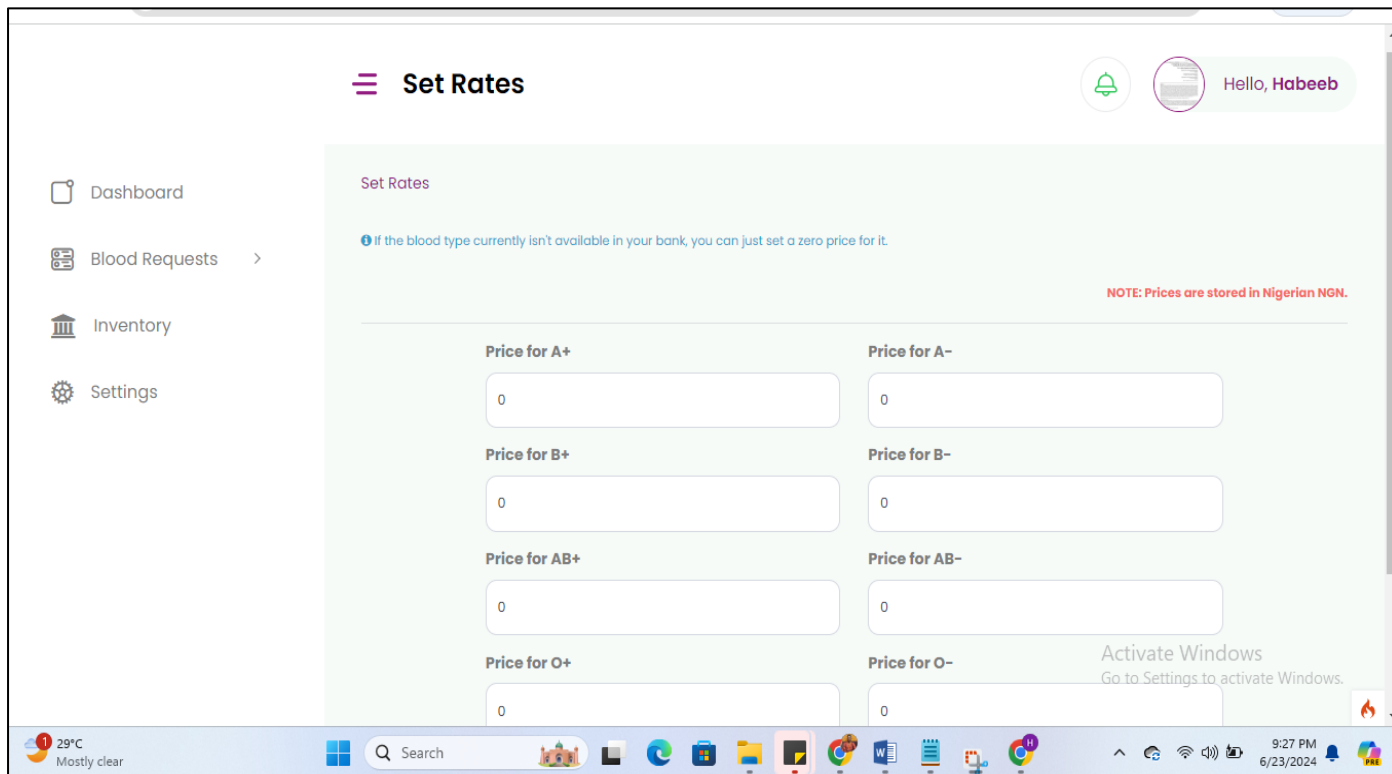 Set Rates
Hello, Habeeb
Dashboard
Blood Requests
Inventory
Settings
Set Rates
If the blood type currently isn't available in your bank, you can just set a zero price for it.
NOTE: Prices are stored in Nigerian NGN.
Price for A+ Price for A-
0 0
Price for B+ Price for B-
0 0
Price for AB+ Price for AB-
0 0
Price for O+ Price for O-
0 0
Activate Windows
Go to Settings to activate Windows.
1 29°C
Mostly clear
Search
H
9:27 PM
6/23/2024
PRE